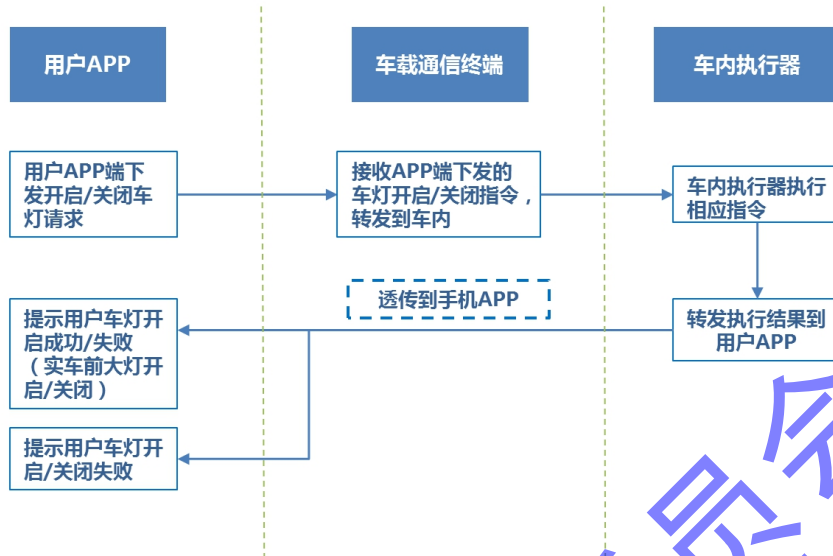 用户APP
车载通信终端
车内执行器
用户APP端下
发开启/关闭车
灯请求
接收APP端下发的
车灯开启/关闭指令，
转发到车内
车内执行器执行
相应指令
透传到手机APP
提示用户车灯开
启成功/失败
（实车前大灯开
启/关闭）
转发执行结果到
用户APP
提示用户车灯开
启/关闭失败
员会